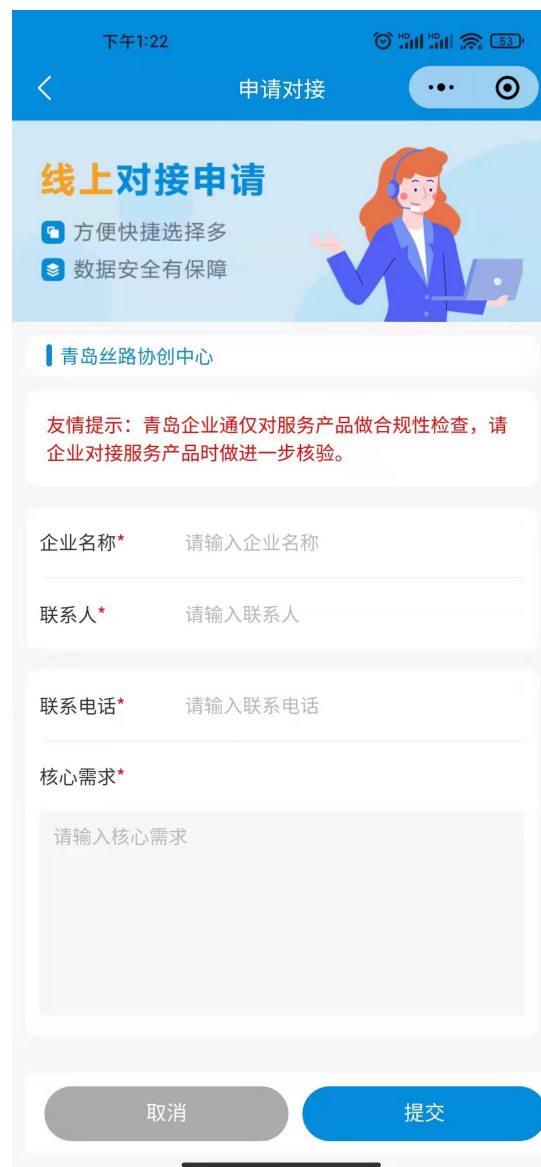 下午1:22
HD
HD
6
53
申请对接
线上对接申请
方便快捷选择多
数据安全有保障
青岛丝路协创中心
友情提示：青岛企业通仅对服务产品做合规性检查，请
企业对接服务产品时做进一步核验。
企业名称* 请输入企业名称
联系人* 请输入联系人
联系电话* 请输入联系电话
核心需求*
请输入核心需求
取消 提交